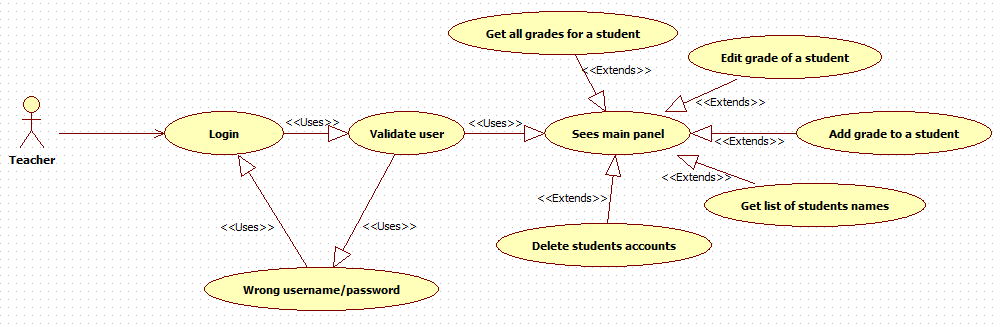 Get all grades for a student
Edit grade of a student
<<Extends>>
<<Extends>>
<<Uses>>
<<Uses>>
Login
Validate user
Sees main panel
Add grade to a student
<<Extends>>
Teacher
<<Extends>>
<<Extends>>
Get list of students names
<<Uses>>
<<Uses>>
Delete students accounts
Wrong username/password